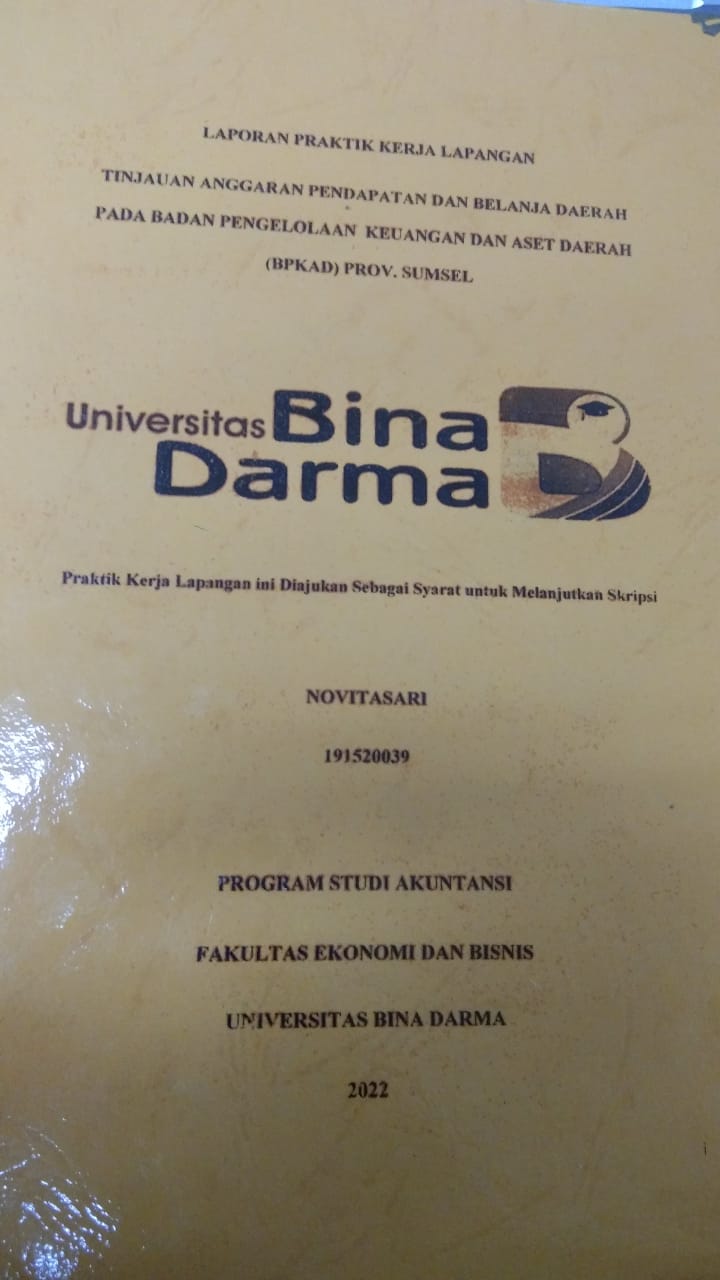 LAPORAN PRAKTIK KERJA LAPANGAN
TINJAUAN ANGGARAN PENDAPATAN DAN BELANJA DAERAH
PADA BADAN PENGELOLAAN KEUANGAN DAN ASET DAERAH
(BPKAD) PROV. SUMSEL
Universitas Bina
Darma
Praktik Kerja Lapangan ini Diajukan Sebagai Syarat untuk Melanjutkan Skripsi
NOVITASARI
191520039
PROGRAM STUDI AKUNTANSI
FAKULTAS EKONOMI DAN BISNIS
UNIVERSITAS BINA DARMA
2022